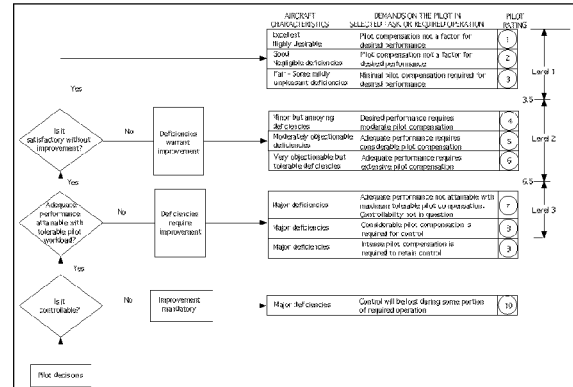 AIRCRAFT CHARACTERISTICS
DEMANDS ON THE PILOT IN SELECTED TASK OR REQUIRED OPERATION
PILOT RATING
Excellent
Highly desirable
Pilot compensation not a factor for
desired performance
1
Good
Negligible deficiencies
Pilot compensation not a factor for
desired performance
2
Fair - Some mildly
unpleasant deficiencies
Minimal pilot compensation required for
desired performance
3
Level 1
3.5
Yes
Is it
satisfactory without
improvement?
No
Deficiencies
warrant
improvement
Minor but annoying
deficiencies
Desired performance requires
moderate pilot compensation
4
Moderately objectionable
deficiencies
Adequate performance requires
considerable pilot compensation
5
Very objectionable but
tolerable deficiencies
Adequate performance requires
extensive pilot compensation
6
Level 2
6.5
Yes
Adequate
performance
attainable with
tolerable pilot
workload?
No
Deficiencies
require
improvement
Major deficiencies
Adequate performance not attainable with
maximum tolerable pilot compensation.
Controllability not in question
7
Major deficiencies
Considerable pilot compensation is
required for control
8
Major deficiencies
Intense pilot compensation is
required to retain control
9
Level 3
Yes
Is it
controllable?
No
Improvement
mandatory
Major deficiencies
Control will be lost during some portion
of required operation
10
Pilot decisions